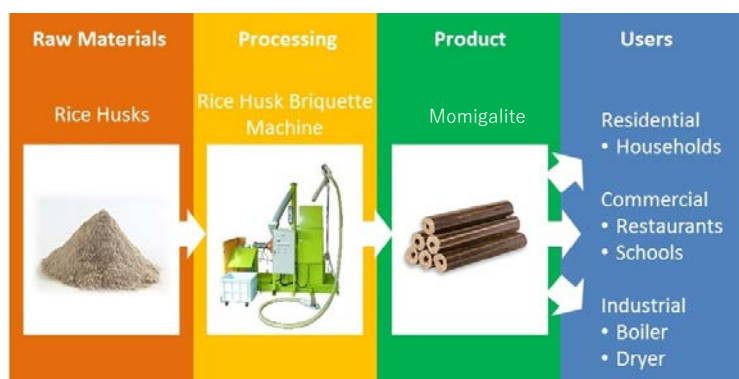 Raw Materials
Processing
Product
Users
Rice Husks
Rice Husk Briquette
Machine
Momigalite
Residential
• Households
Commercial
• Restaurants
• Schools
Industrial
• Boiler
• Dryer